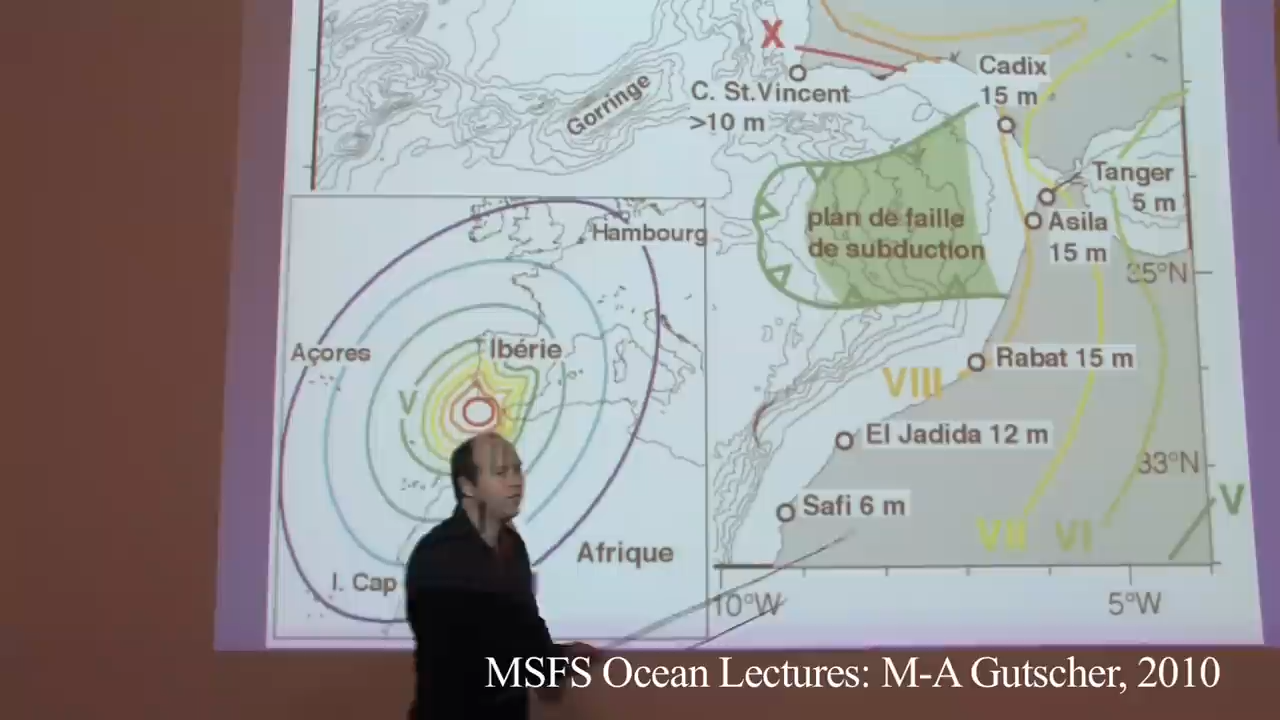 X
Cadix
15 m
Gorringe
C. St.Vincent
>10 m
Tanger
5 m
plan de faille
de subduction
Asila
15 m
35°N
Hambourg
Açores
Ibérie
V
Rabat 15 m
VIII
El Jadida 12 m
33°N
Safi 6 m
V
VII VI
Afrique
I. Cap
10°W
5°W
MSFS Ocean Lectures: M-A Gutscher, 2010